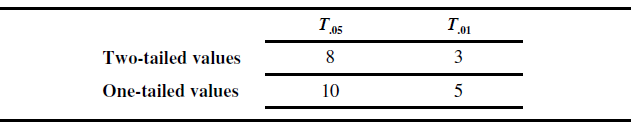 T.05 T.01
Two-tailed values 8 3
One-tailed values 10 5